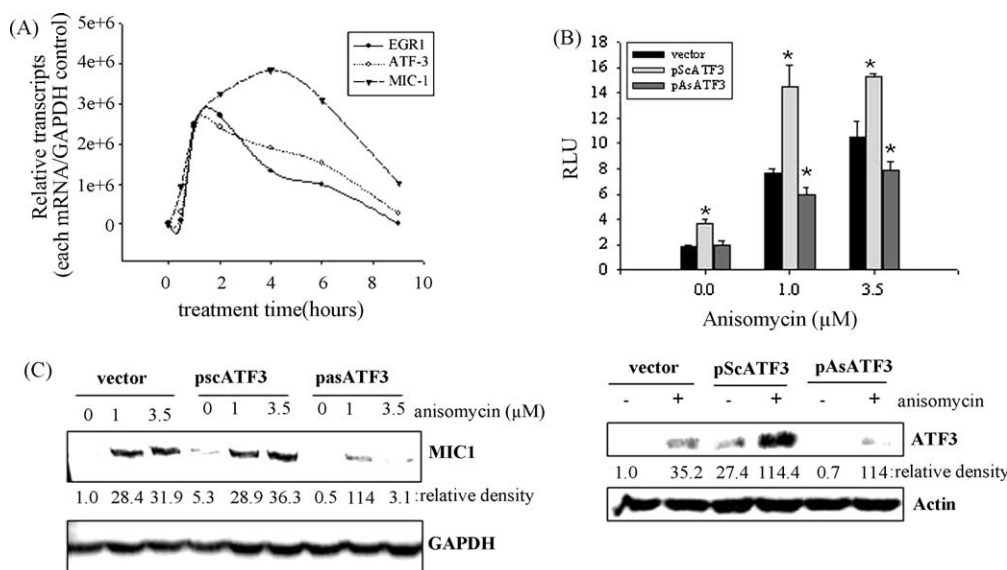 (A)
5e+6
4e+6
3e+6
2e+6
1e+6
0
Relative transcripts
(each mRNA/GAPDH control)
EGR1
ATF-3
MIC-1
0 2 4 6 8 10
treatment time(hours)
(B)
18
16
14
12
10
8
6
4
2
0
RLU
vector
pScATF3
pAsATF3
* * * * *
0.0 1.0 3.5
Anisomycin (µM)
(C)
vector pscATF3 pasATF3
0 1 3.5 0 1 3.5 0 1 3.5 anisomycin (µM)
MIC1
1.0 28.4 31.9 5.3 28.9 36.3 0.5 114 3.1 :relative density
GAPDH
vector pScATF3 pAsATF3
- + - + - + anisomycin
ATF3
1.0 35.2 27.4 114.4 0.7 114 :relative density
Actin